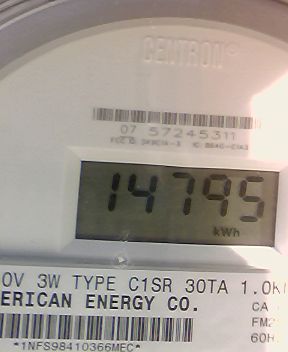 CENTRON®
07 57245311
14795
kWh
0V 3W TYPE C1SR 30TA 1.0K
ERICAN ENERGY CO.
CA
FM2
60H
*1NFS98410366MEC*